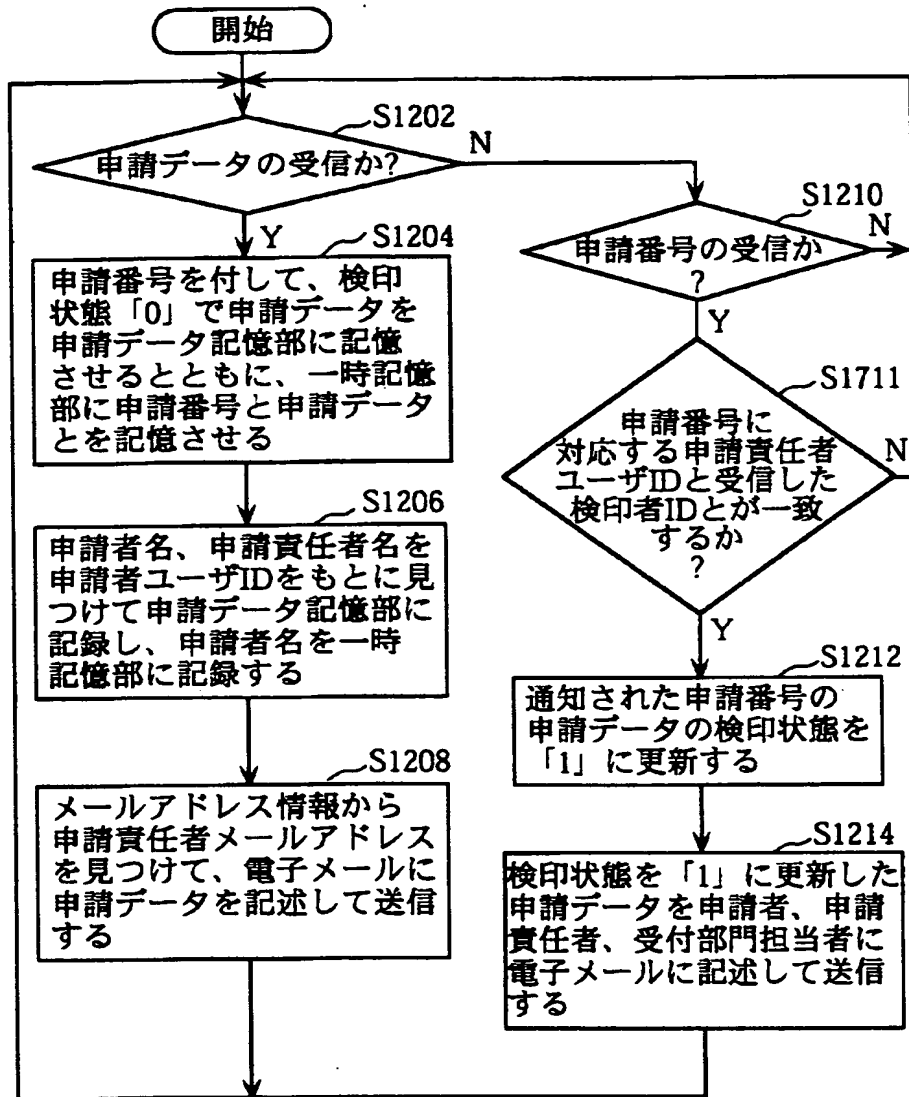 開始
S1202
申請データの受信か?
N
Y
S1204
申請番号を付して、検印
状態「0」で申請データを
申請データ記憶部に記憶
させるとともに、一時記憶
部に申請番号と申請データ
とを記憶させる
S1206
申請者名、申請責任者名を
申請者ユーザIDをもとに見
つけて申請データ記憶部に
記録し、申請者名を一時
記憶部に記録する
S1208
メールアドレス情報から
申請責任者メールアドレス
を見つけて、電子メールに
申請データを記述して送信
する
S1210
申請番号の受信か
?
N
Y
S1711
申請番号に
対応する申請責任者
ユーザIDと受信した
検印者IDとが一致
するか
?
N
Y
S1212
通知された申請番号の
申請データの検印状態を
「1」に更新する
S1214
検印状態を「1」に更新した
申請データを申請者、申請
責任者、受付部門担当者に
電子メールに記述して送信
する